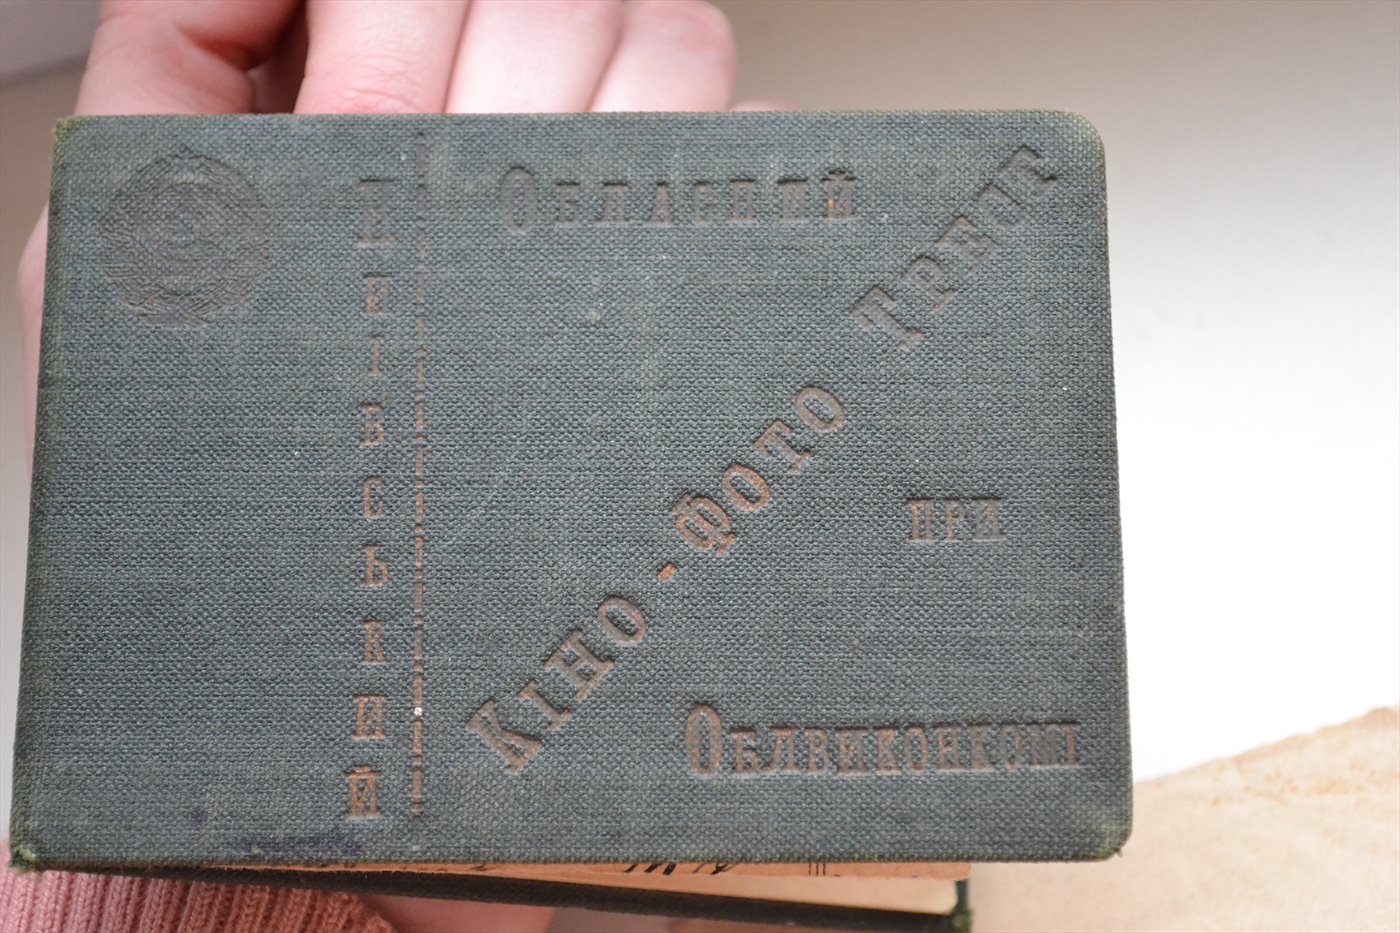 Київський
Обласний
Кіно-Фото Трест
при
Облвиконкомі